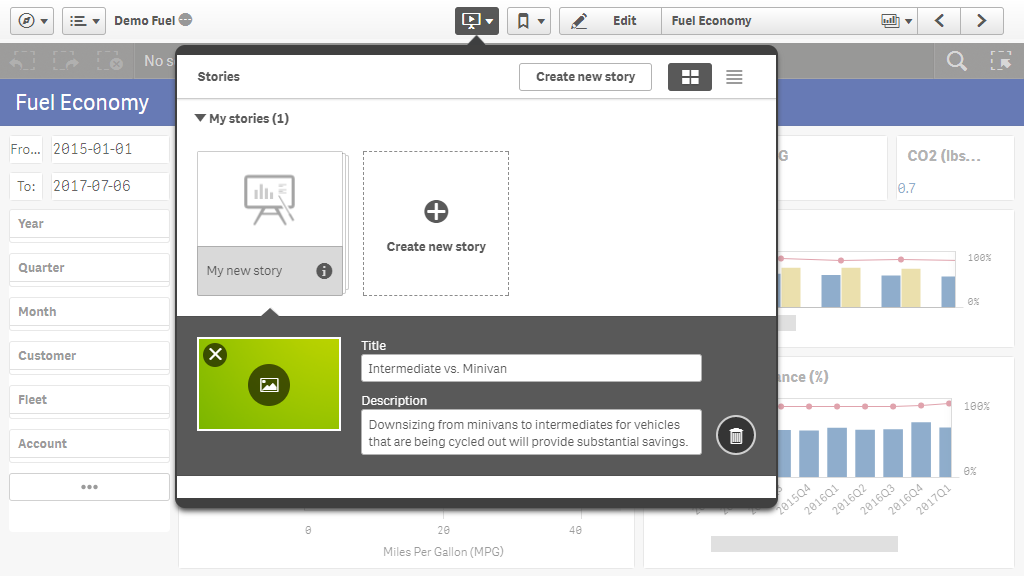 Demo Fuel
Edit
Fuel Economy
No s
Fuel Economy
From...
2015-01-01
To:
2017-07-06
Year
Quarter
Month
Customer
Fleet
Account
Stories
Create new story
My stories (1)
My new story
Create new story
Title
Intermediate vs. Minivan
Description
Downsizing from minivans to intermediates for vehicles
that are being cycled out will provide substantial savings.
G
CO2 (lbs...
0.7
100%
0%
nce (%)
100%
0%
2015Q4
2016Q1
2016Q2
2016Q3
2016Q4
2017Q1
0
20
40
Miles Per Gallon (MPG)